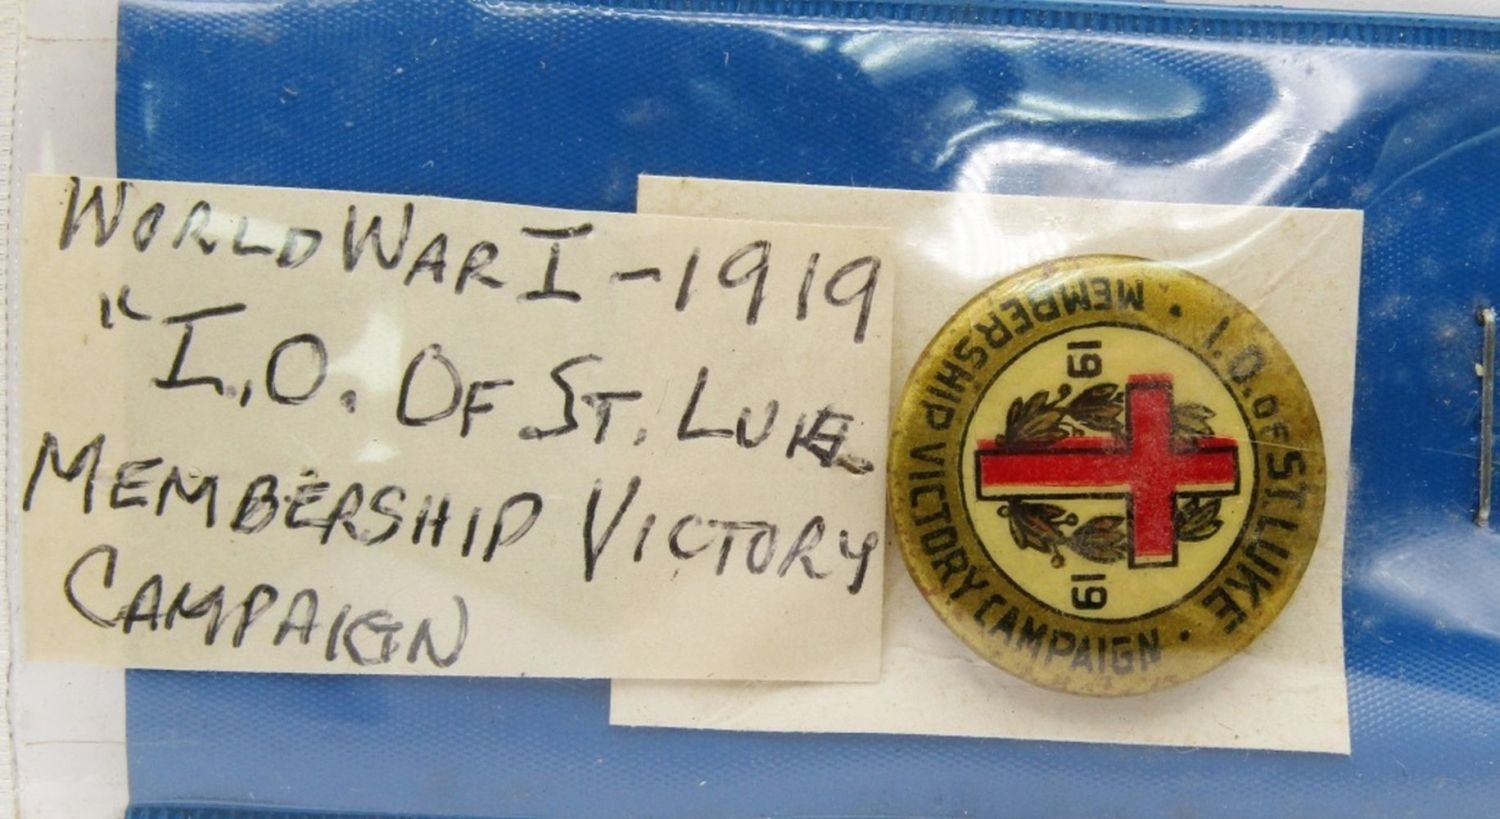 WORLD WAR I - 1919
"I.O. OF ST. LUKE
MEMBERSHIP VICTORY
CAMPAIGN
I.O. OF ST. LUKE
MEMBERSHIP VICTORY CAMPAIGN
19 19